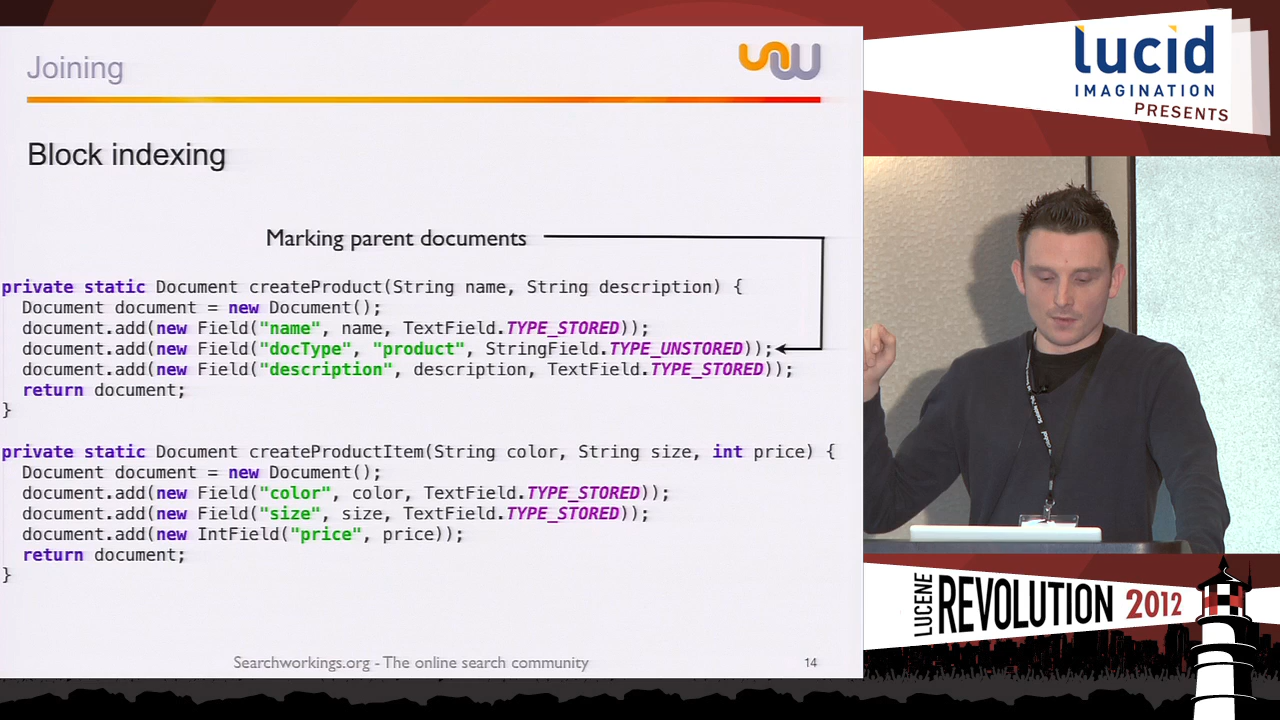 Joining
Block indexing
Marking parent documents
private static Document createProduct(String name, String description) {
Document document = new Document();
document.add(new Field("name", name, TextField.TYPE_STORED));
document.add(new Field("docType", "product", StringField.TYPE_UNSTORED));
document.add(new Field("description", description, TextField.TYPE_STORED));
return document;
}
private static Document createProductItem(String color, String size, int price) {
Document document = new Document();
document.add(new Field("color", color, TextField.TYPE_STORED));
document.add(new Field("size", size, TextField.TYPE_STORED));
document.add(new IntField("price", price));
return document;
}
Searchworkings.org - The online search community
14
lucid
IMAGINATION
PRESENTS
LUCENE
REVOLUTION 2012